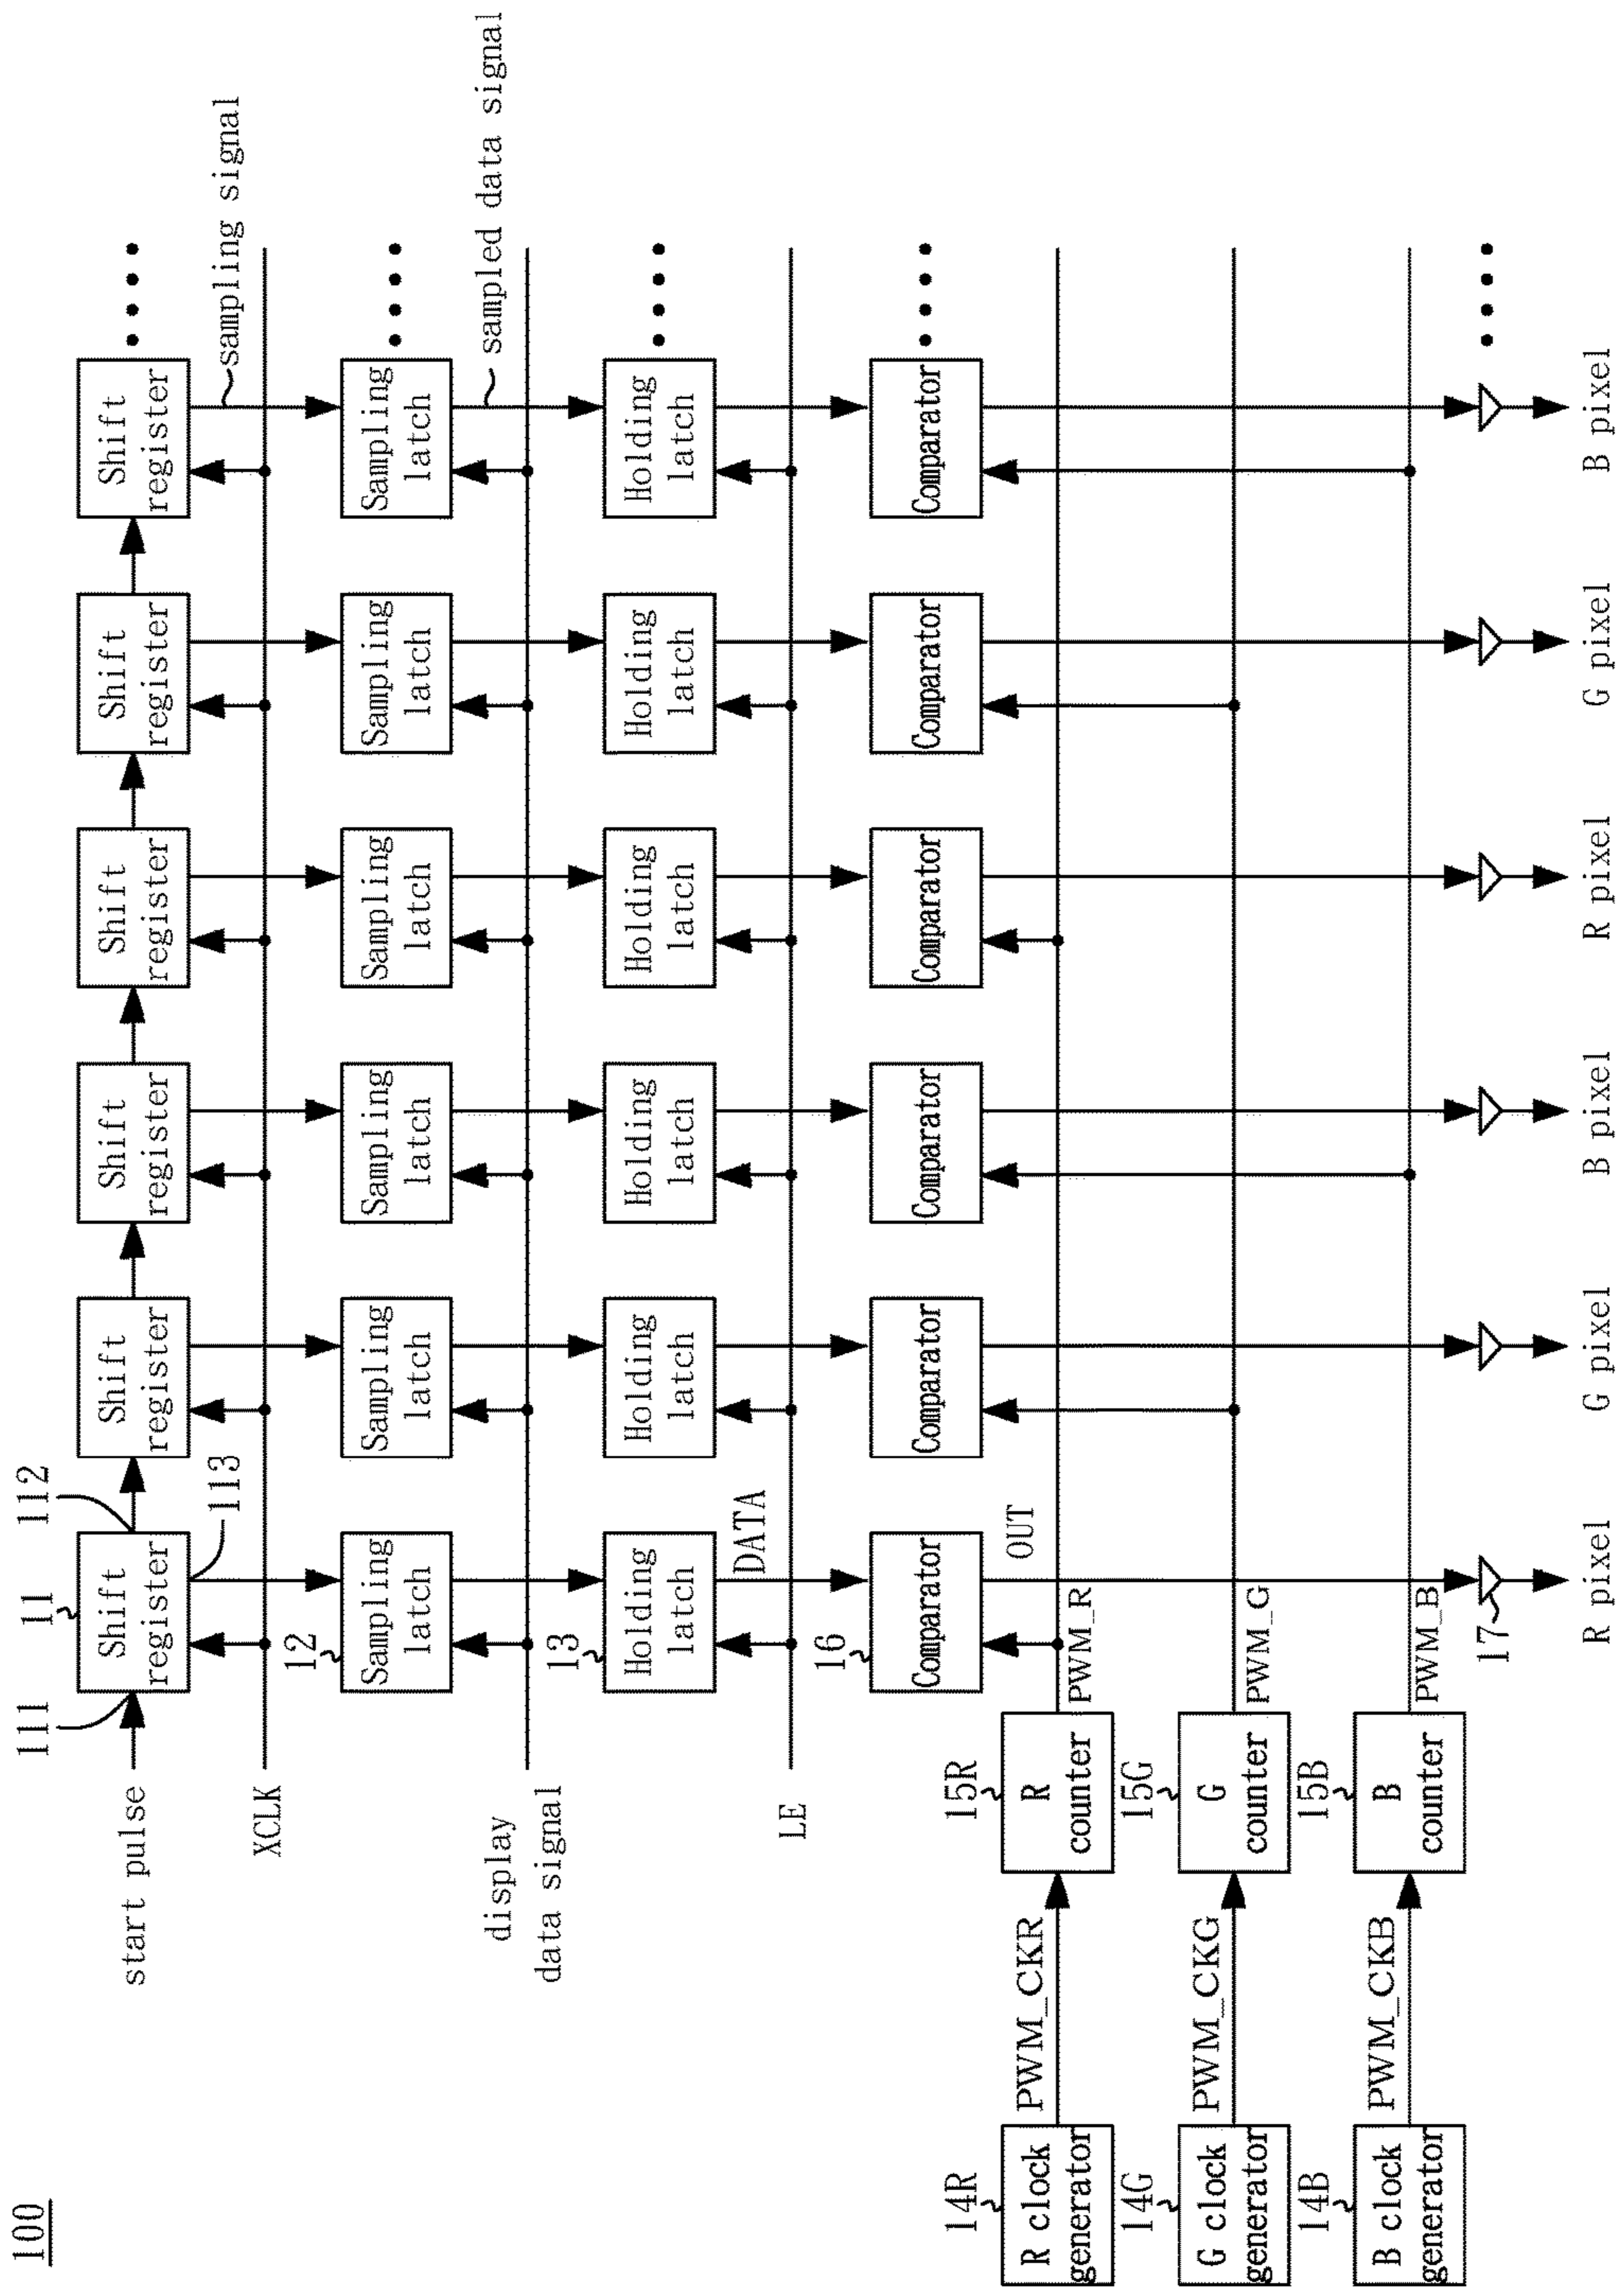 100
11
111
112
113
start pulse
Shift
register
Shift
register
Shift
register
Shift
register
Shift
register
Shift
register
sampling signal
XCLK
12
Sampling
latch
Sampling
latch
Sampling
latch
Sampling
latch
Sampling
latch
Sampling
latch
sampled data signal
display
data signal
13
Holding
latch
Holding
latch
Holding
latch
Holding
latch
Holding
latch
Holding
latch
DATA
LE
16
Comparator
Comparator
Comparator
Comparator
Comparator
Comparator
OUT
14R
R clock
generator
PWM_CKR
15R
R
counter
PWM_R
14G
G clock
generator
PWM_CKG
15G
G
counter
PWM_G
14B
B clock
generator
PWM_CKB
15B
B
counter
PWM_B
17
R pixel
G pixel
B pixel
R pixel
G pixel
B pixel